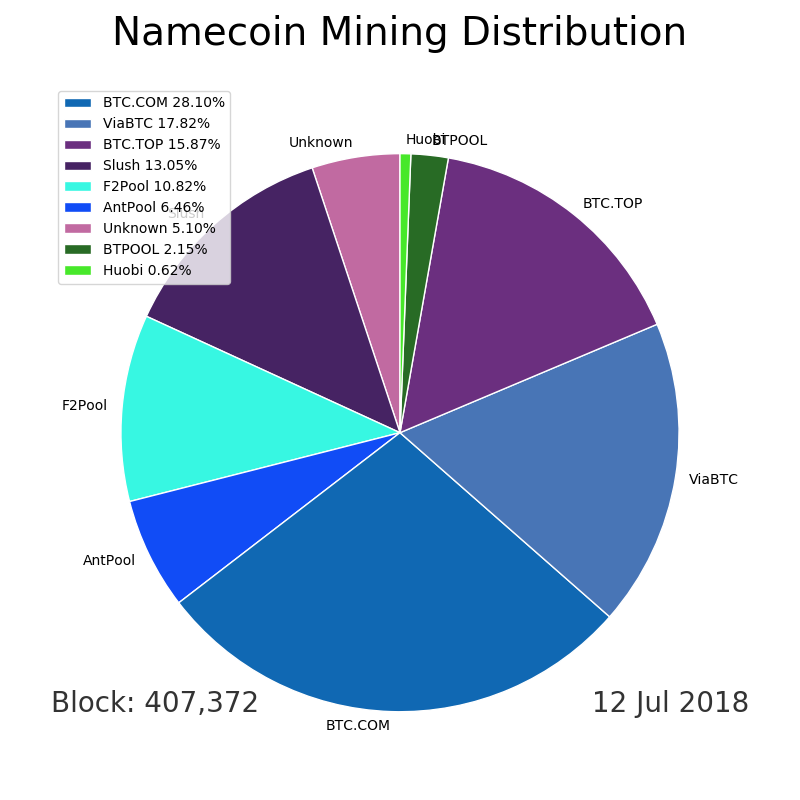 Namecoin Mining Distribution
BTC.COM 28.10%
ViaBTC 17.82%
BTC.TOP 15.87%
Slush 13.05%
F2Pool 10.82%
AntPool 6.46%
Unknown 5.10%
BTPOOL 2.15%
Huobi 0.62%
Unknown
Huobi
BTPOOL
BTC.TOP
Slush
F2Pool
ViaBTC
AntPool
BTC.COM
Block: 407,372
12 Jul 2018